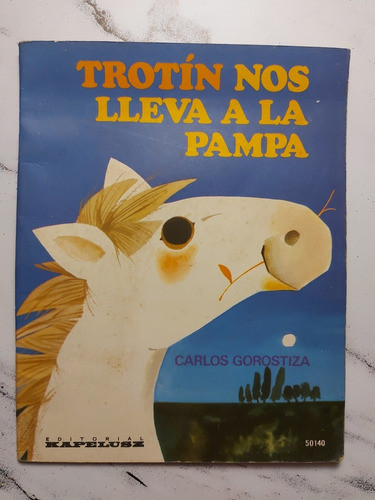 TROTÍN NOS
LLEVA A LA
PAMPA
CARLOS GOROSTIZA
EDITORIAL
KAPELUSZ
50140